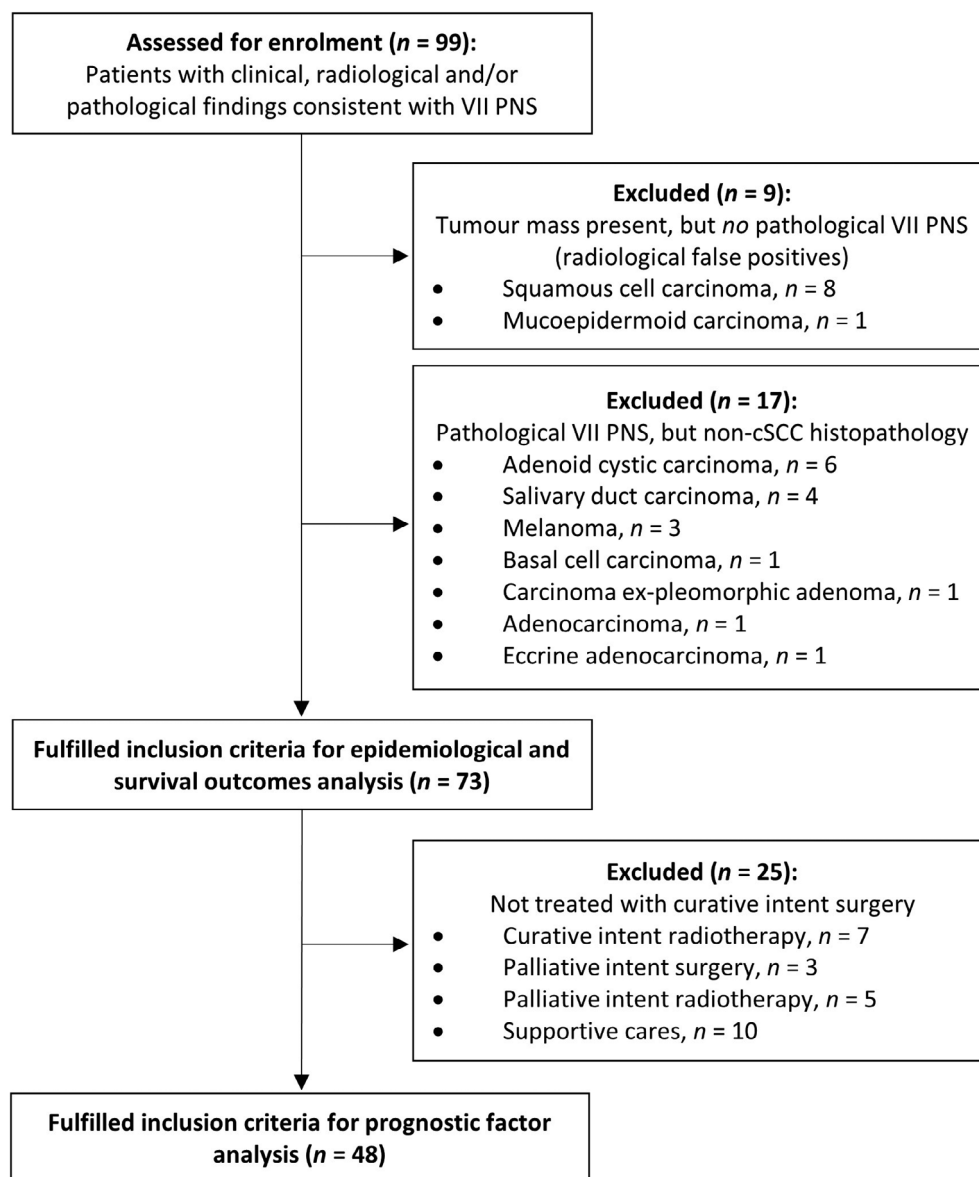 Assessed for enrolment (n = 99):
Patients with clinical, radiological and/or
pathological findings consistent with VII PNS
Excluded (n = 9):
Tumour mass present, but no pathological VII PNS
(radiological false positives)
• Squamous cell carcinoma, n = 8
• Mucoepidermoid carcinoma, n = 1
Excluded (n = 17):
Pathological VII PNS, but non-cSCC histopathology
• Adenoid cystic carcinoma, n = 6
• Salivary duct carcinoma, n = 4
• Melanoma, n = 3
• Basal cell carcinoma, n = 1
• Carcinoma ex-pleomorphic adenoma, n = 1
• Adenocarcinoma, n = 1
• Eccrine adenocarcinoma, n = 1
Fulfilled inclusion criteria for epidemiological and
survival outcomes analysis (n = 73)
Excluded (n = 25):
Not treated with curative intent surgery
• Curative intent radiotherapy, n = 7
• Palliative intent surgery, n = 3
• Palliative intent radiotherapy, n = 5
• Supportive cares, n = 10
Fulfilled inclusion criteria for prognostic factor
analysis (n = 48)